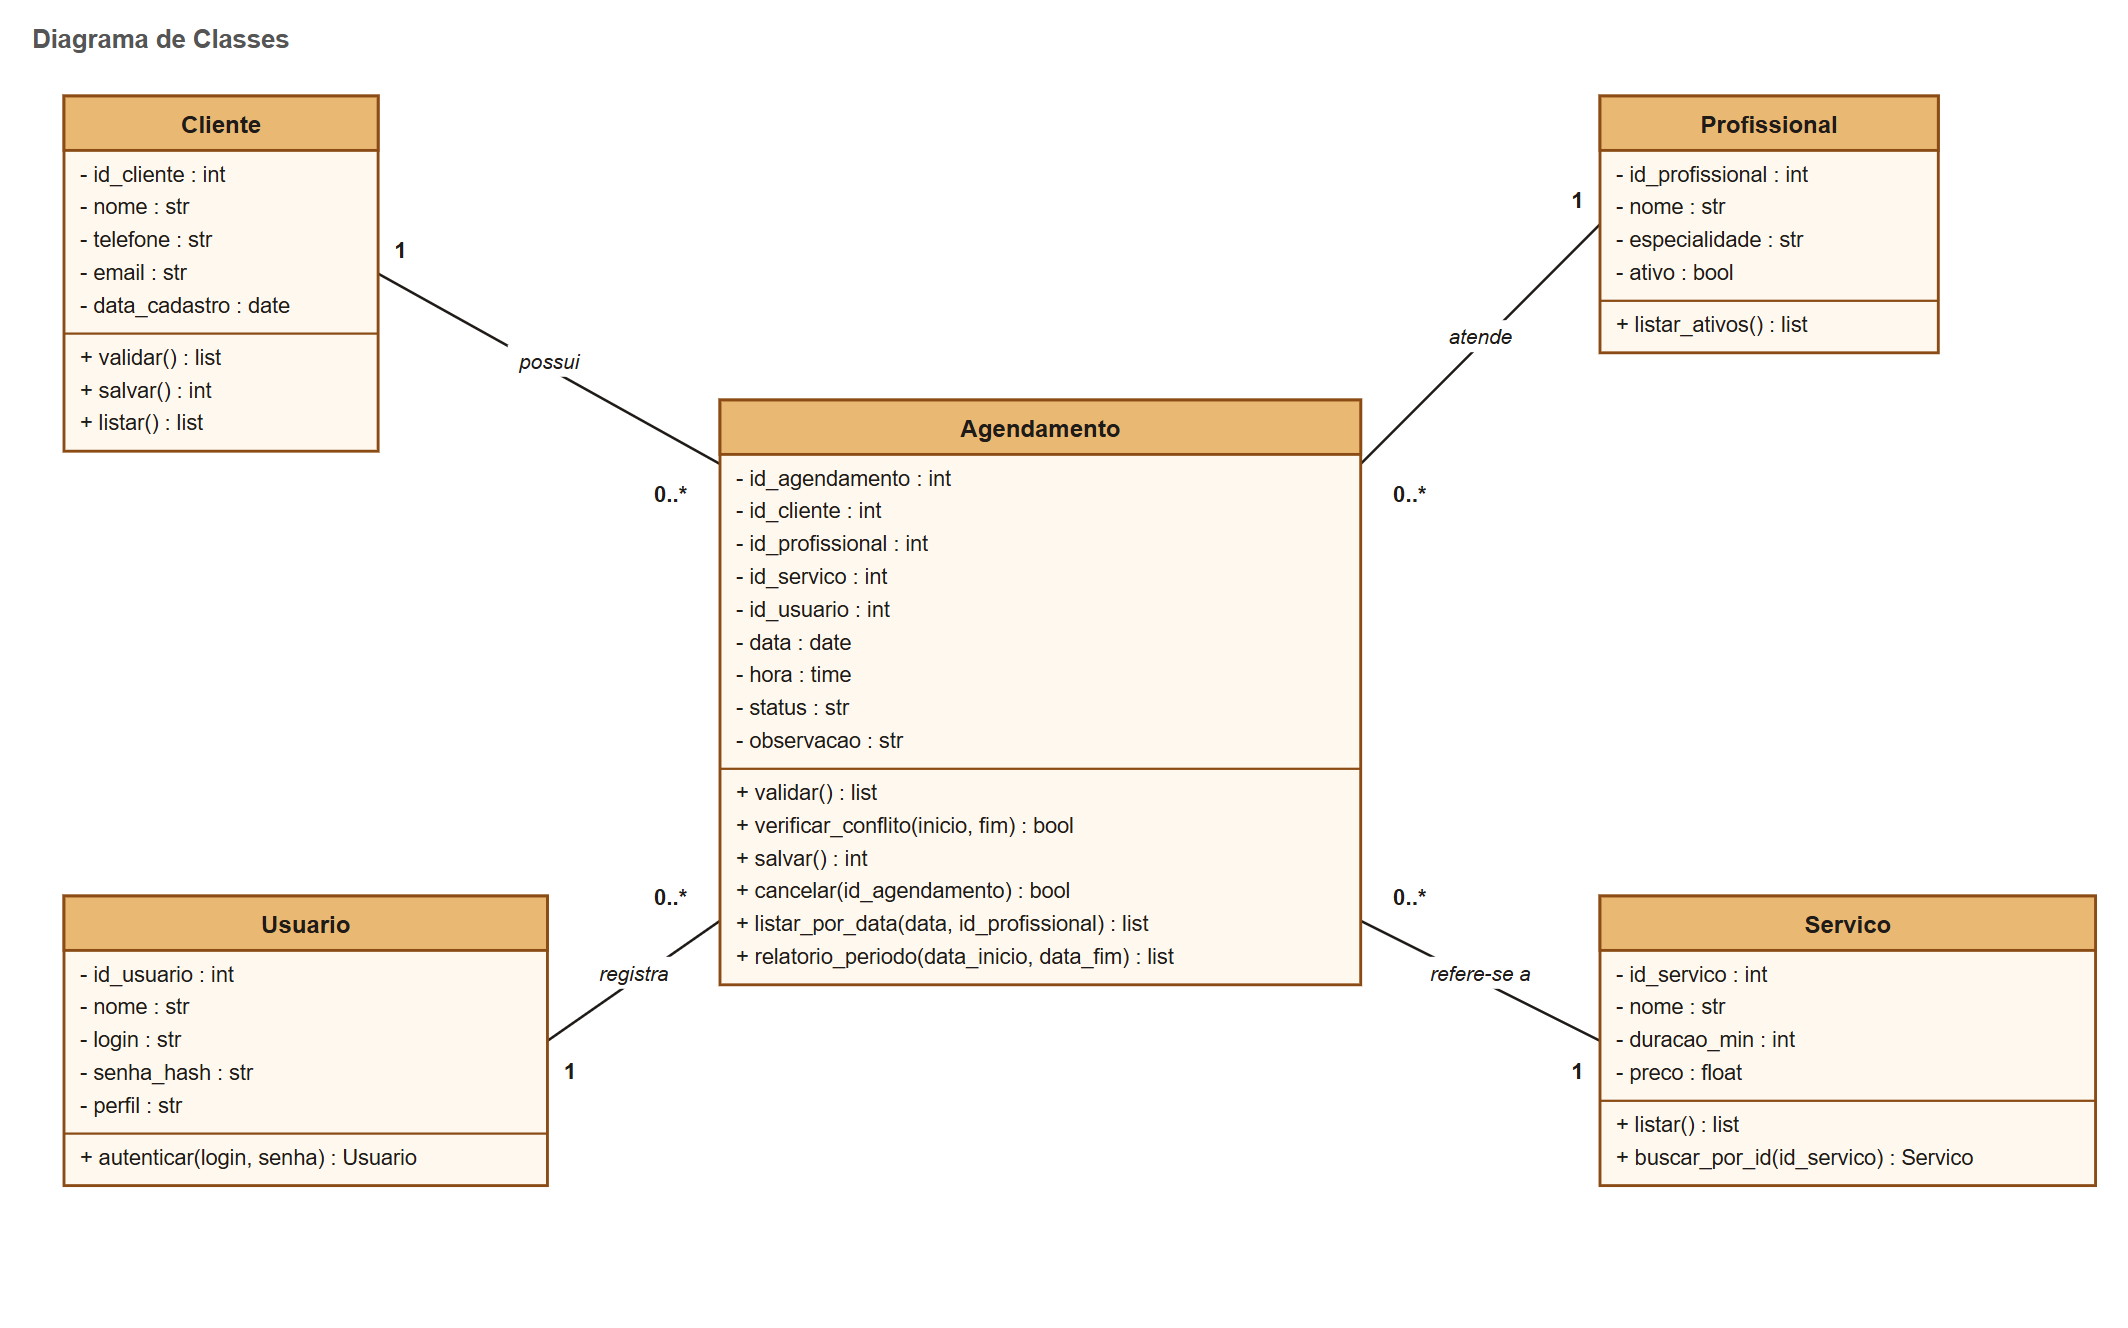 Diagrama de Classes
Cliente
- id_cliente : int
- nome : str
- telefone : str
- email : str
- data_cadastro : date
+ validar() : list
+ salvar() : int
+ listar() : list
1
possui
0..*
Profissional
- id_profissional : int
- nome : str
- especialidade : str
- ativo : bool
+ listar_ativos() : list
1
atende
0..*
Agendamento
- id_agendamento : int
- id_cliente : int
- id_profissional : int
- id_servico : int
- id_usuario : int
- data : date
- hora : time
- status : str
- observacao : str
+ validar() : list
+ verificar_conflito(inicio, fim) : bool
+ salvar() : int
+ cancelar(id_agendamento) : bool
+ listar_por_data(data, id_profissional) : list
+ relatorio_periodo(data_inicio, data_fim) : list
Usuario
- id_usuario : int
- nome : str
- login : str
- senha_hash : str
- perfil : str
+ autenticar(login, senha) : Usuario
0..*
registra
1
0..*
refere-se a
1
Servico
- id_servico : int
- nome : str
- duracao_min : int
- preco : float
+ listar() : list
+ buscar_por_id(id_servico) : Servico